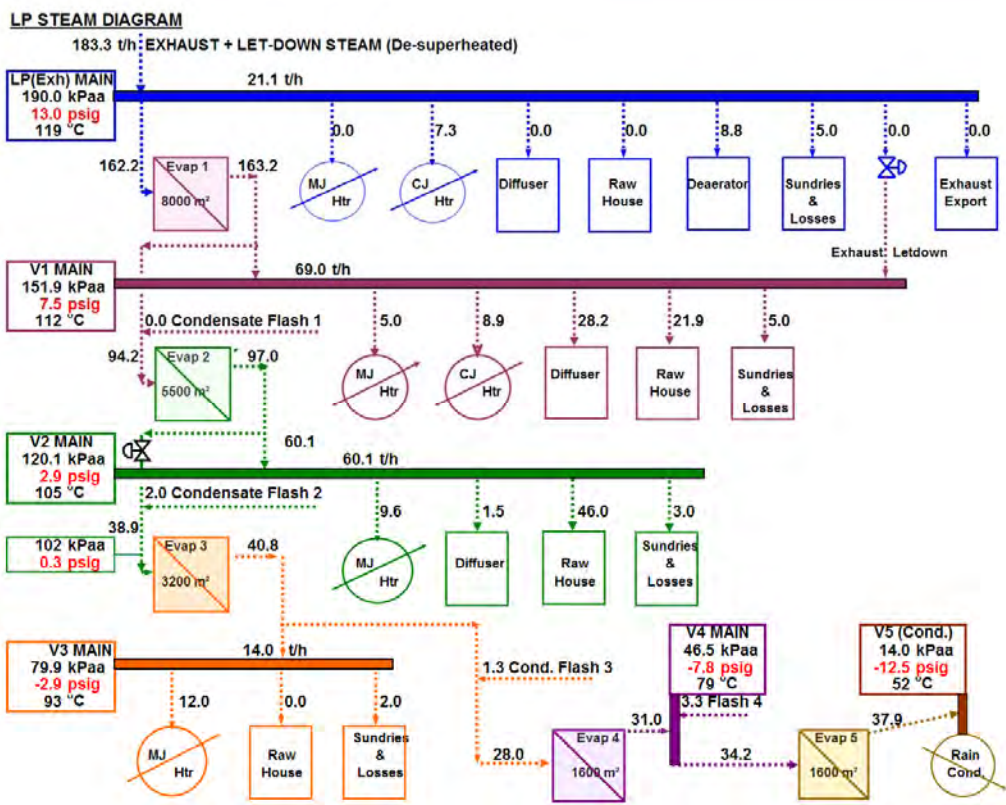 LP STEAM DIAGRAM
183.3 t/h EXHAUST + LET-DOWN STEAM (De-superheated)
LP(Exh) MAIN
190.0 kPaa
13.0 psig
119 °C
21.1 t/h
0.0
7.3
0.0
0.0
8.8
5.0
0.0
0.0
162.2
Evap 1
8000 m²
163.2
MJ
Htr
CJ
Htr
Diffuser
Raw
House
Deaerator
Sundries
&
Losses
Exhaust
Export
Exhaust Letdown
V1 MAIN
151.9 kPaa
7.5 psig
112 °C
69.0 t/h
0.0 Condensate Flash 1
5.0
8.9
28.2
21.9
5.0
94.2
Evap 2
5500 m²
97.0
MJ
Htr
CJ
Htr
Diffuser
Raw
House
Sundries
&
Losses
V2 MAIN
120.1 kPaa
2.9 psig
105 °C
60.1
60.1 t/h
2.0 Condensate Flash 2
9.6
1.5
46.0
3.0
38.9
102 kPaa
0.3 psig
Evap 3
3200 m²
40.8
MJ
Htr
Diffuser
Raw
House
Sundries
&
Losses
V3 MAIN
79.9 kPaa
-2.9 psig
93 °C
14.0 t/h
12.0
0.0
2.0
MJ
Htr
Raw
House
Sundries
&
Losses
1.3 Cond. Flash 3
28.0
Evap 4
1600 m²
31.0
V4 MAIN
46.5 kPaa
-7.8 psig
79 °C
3.3 Flash 4
34.2
Evap 5
1600 m²
37.9
V5 (Cond.)
14.0 kPaa
-12.5 psig
52 °C
Rain
Cond.